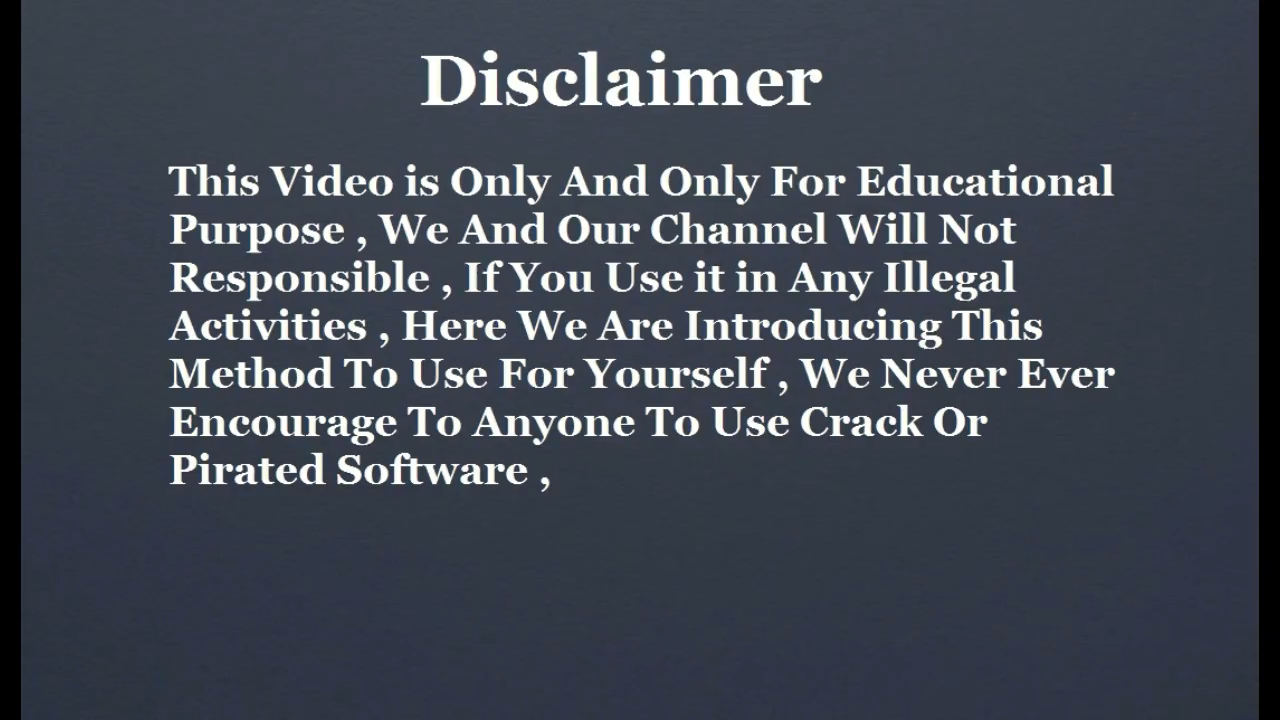 Disclaimer
This Video is Only And Only For Educational
Purpose , We And Our Channel Will Not
Responsible , If You Use it in Any Illegal
Activities , Here We Are Introducing This
Method To Use For Yourself , We Never Ever
Encourage To Anyone To Use Crack Or
Pirated Software ,